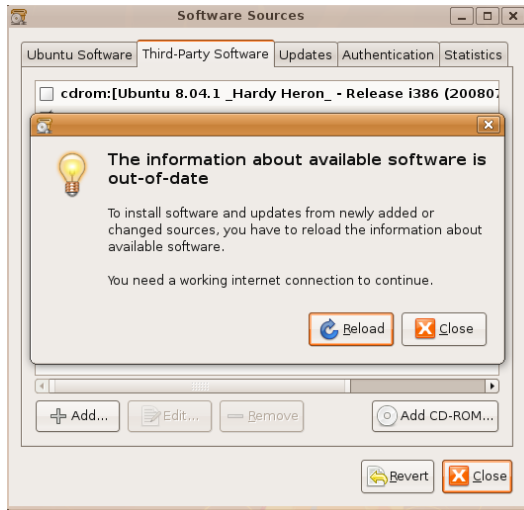 Software Sources
Ubuntu Software Third-Party Software Updates Authentication Statistics
cdrom:[Ubuntu 8.04.1 _Hardy Heron_ - Release i386 (20080
The information about available software is
out-of-date
To install software and updates from newly added or
changed sources, you have to reload the information about
available software.
You need a working internet connection to continue.
Reload Close
Add... Edit... Remove Add CD-ROM...
Revert Close